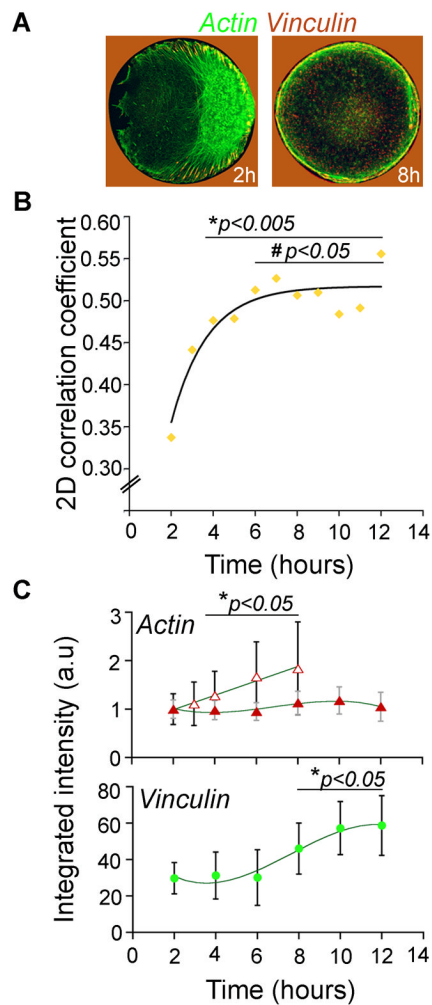 A
Actin Vinculin
2h
8h
B
2D correlation coefficient
0.60
0.55
0.50
0.45
0.40
0.35
0.30
*p<0.005
#p<0.05
0 2 4 6 8 10 12 14
Time (hours)
C
Integrated intensity (a.u)
Actin
*p<0.05
3
2
1
0
Vinculin
*p<0.05
80
60
40
20
0
0 2 4 6 8 10 12 14
Time (hours)